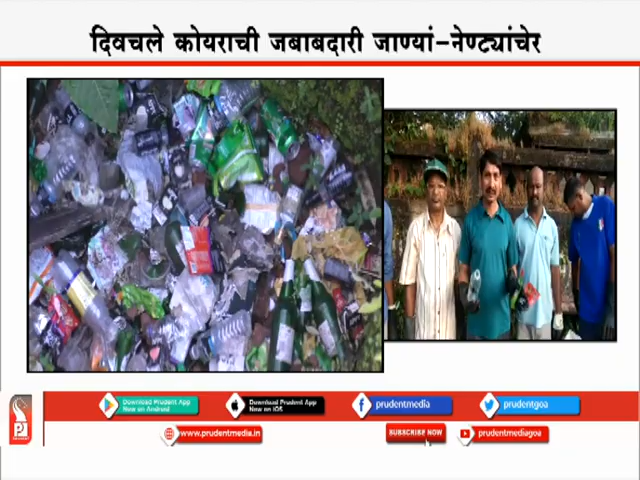 दिवचले कोयराची जबाबदारी जाण्यां-नेण्ट्यांचेर
Download Prudent App
Now on Android
Download Prudent App
Now on iOS
prudentmedia
prudentgoa
www.prudentmedia.in
SUBSCRIBE NOW
prudentmediagoa